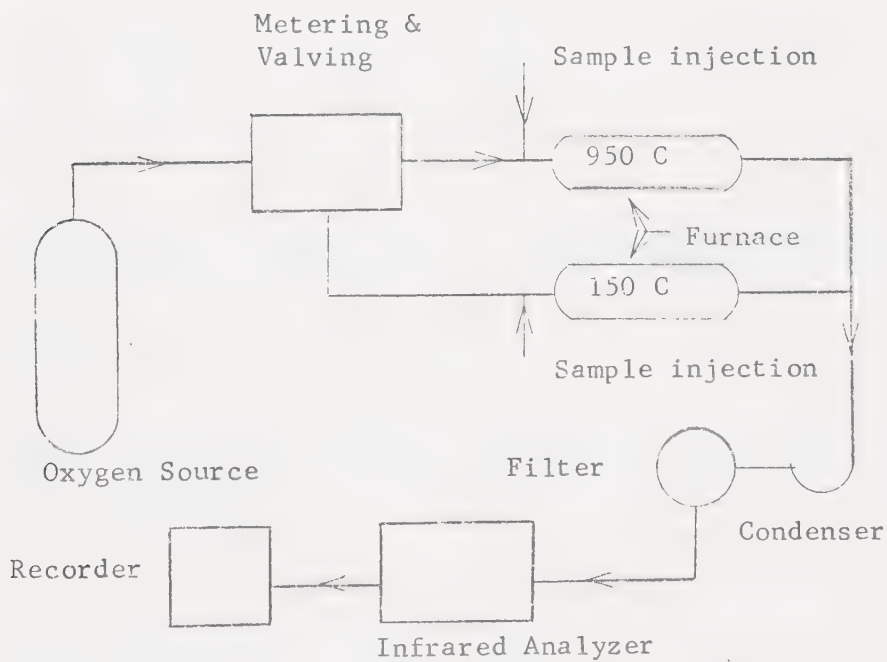 Metering &
Valving
Sample injection
950 C
Furnace
150 C
Sample injection
Oxygen Source
Filter
Condenser
Recorder
Infrared Analyzer